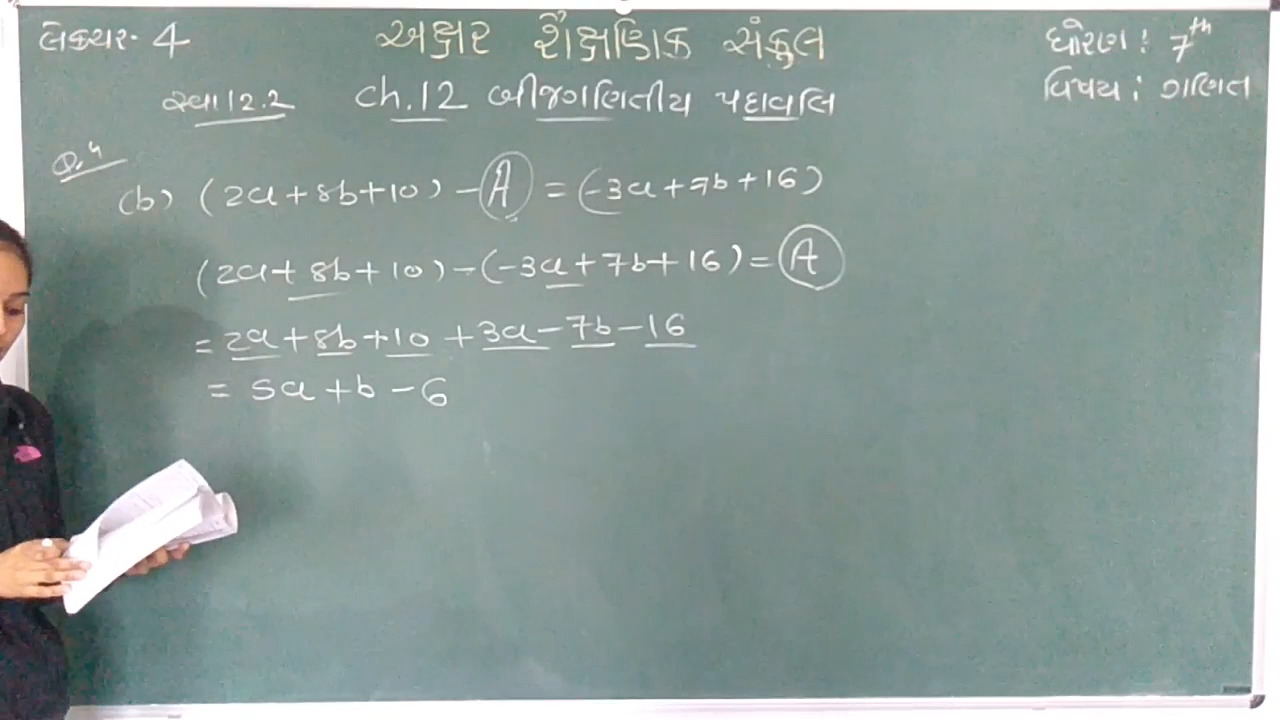 લેક્ચર- 4
અક્ષર શૈક્ષણિક સંકુલ
ધોરણ : 7th
સ્વા 12.2 ch.12 બીજગણિતીય પદાવલિ
વિષય : ગણિત
Q.4
(b) (2a+8b+10) - A = (-3a+7b+16)
(2a+8b+10) - (-3a+7b+16) = A
= 2a+8b+10 +3a-7b-16
= 5a+b-6